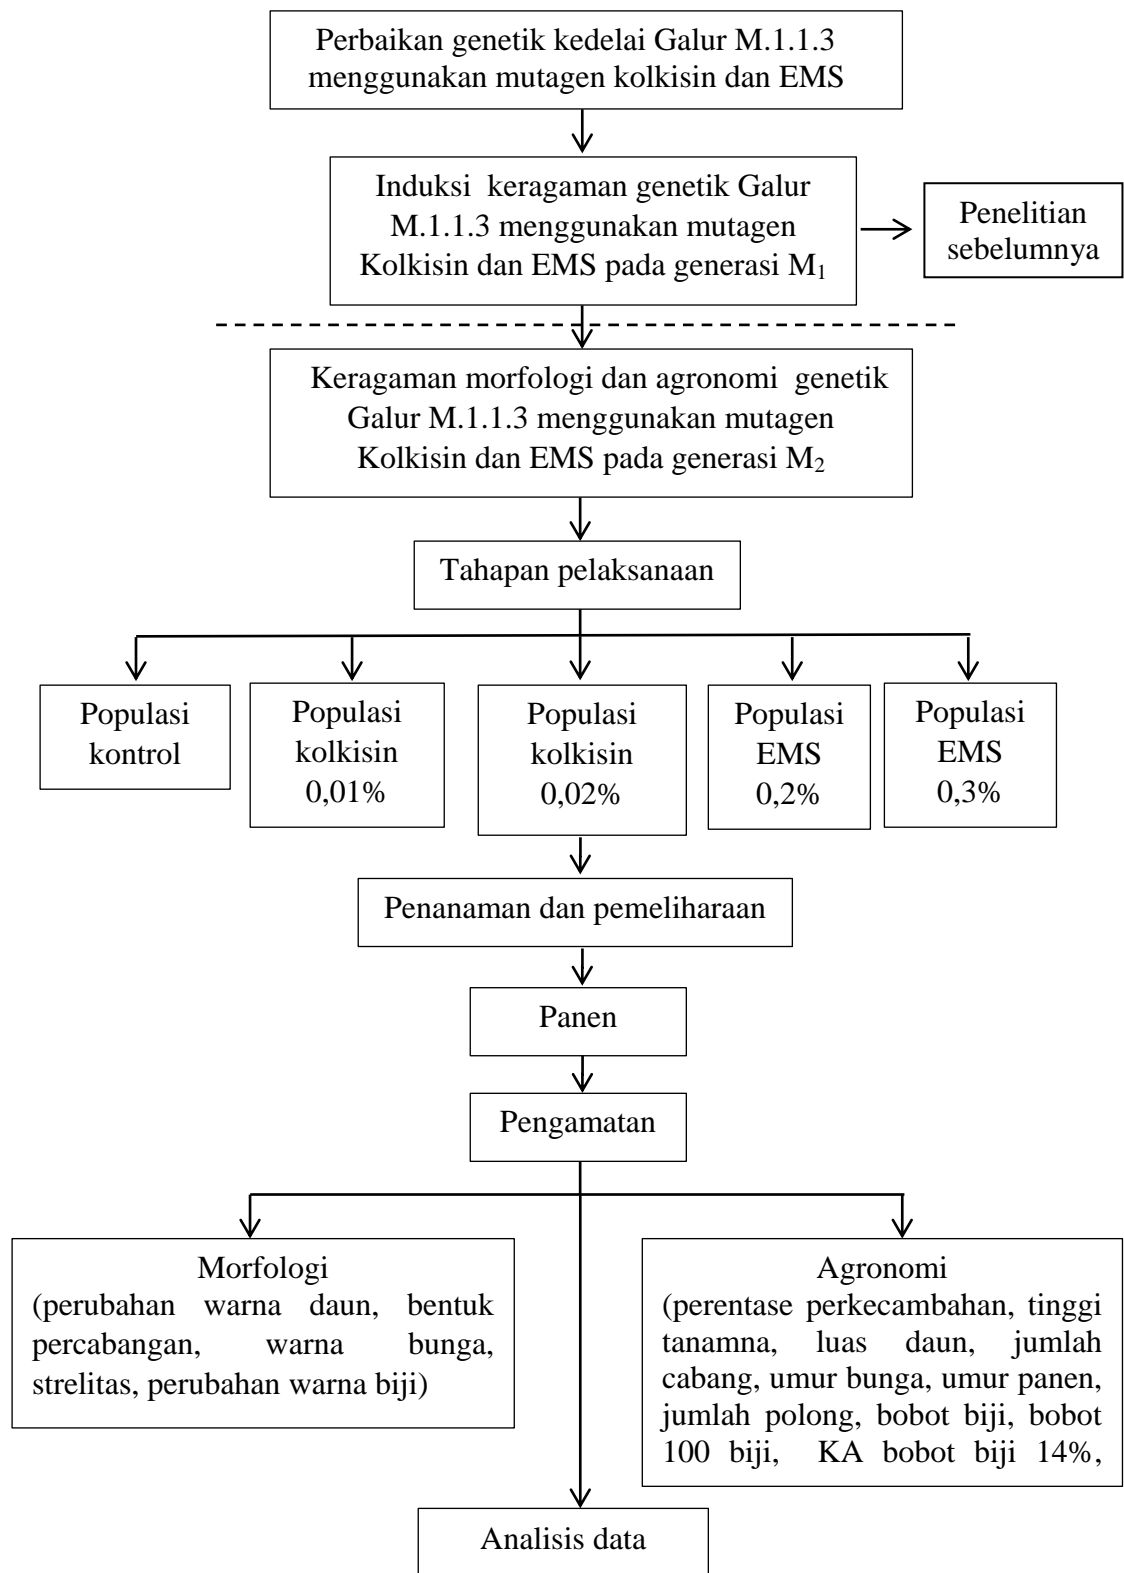 Perbaikan genetik kedelai Galur M.1.1.3
menggunakan mutagen kolkisin dan EMS
Induksi keragaman genetik Galur
M.1.1.3 menggunakan mutagen
Kolkisin dan EMS pada generasi M₁
Penelitian
sebelumnya
Keragaman morfologi dan agronomi genetik
Galur M.1.1.3 menggunakan mutagen
Kolkisin dan EMS pada generasi M₂
Tahapan pelaksanaan
Populasi
kontrol
Populasi
kolkisin
0,01%
Populasi
kolkisin
0,02%
Populasi
EMS
0,2%
Populasi
EMS
0,3%
Penanaman dan pemeliharaan
Panen
Pengamatan
Morfologi
(perubahan warna daun, bentuk
percabangan, warna bunga,
strelitas, perubahan warna biji)
Agronomi
(perentase perkecambahan, tinggi
tanamna, luas daun, jumlah
cabang, umur bunga, umur panen,
jumlah polong, bobot biji, bobot
100 biji, KA bobot biji 14%,
Analisis data